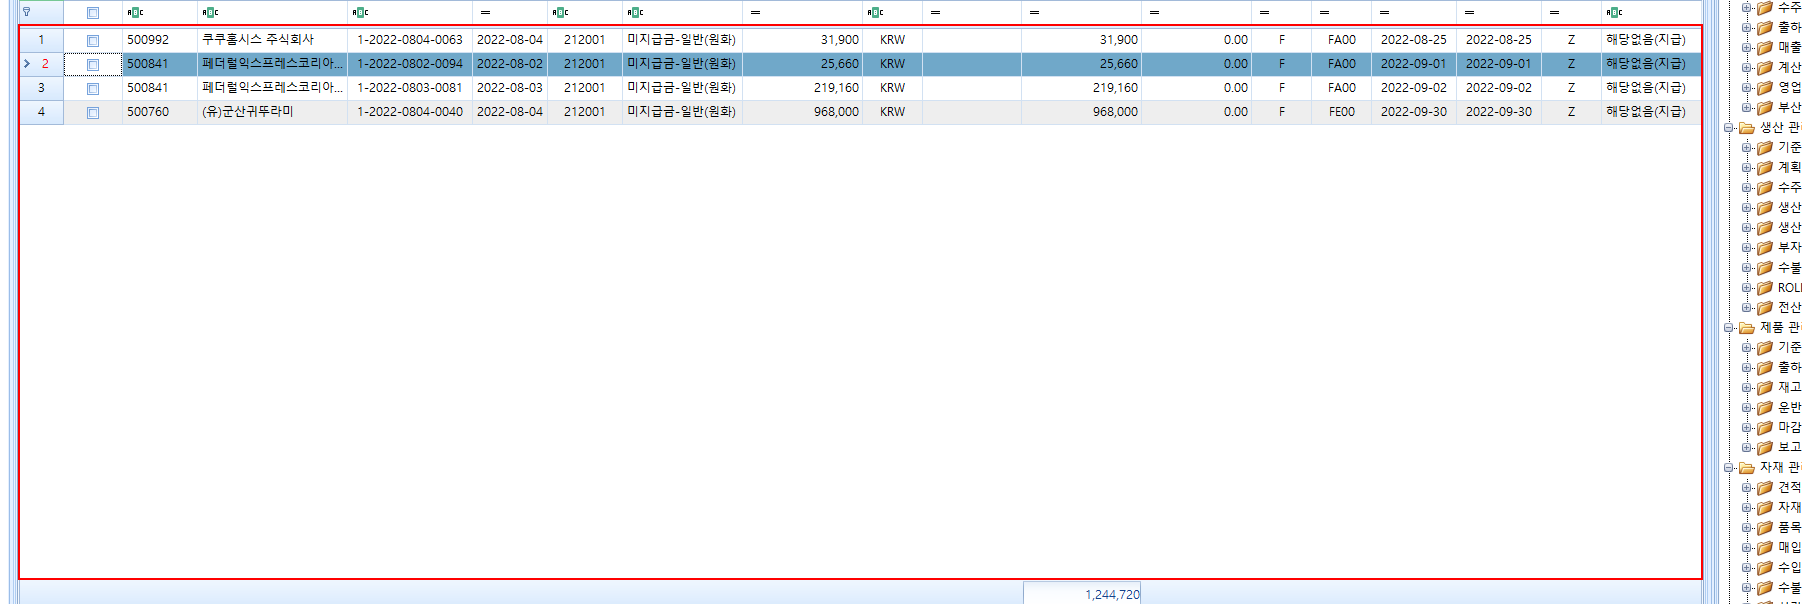 1 500992 쿠쿠홈시스 주식회사 1-2022-0804-0063 2022-08-04 212001 미지급금-일반(원화) 31,900 KRW 31,900 0.00 F FA00 2022-08-25 2022-08-25 Z 해당없음(지급)
2 500841 페더럴익스프레스코리아... 1-2022-0802-0094 2022-08-02 212001 미지급금-일반(원화) 25,660 KRW 25,660 0.00 F FA00 2022-09-01 2022-09-01 Z 해당없음(지급)
3 500841 페더럴익스프레스코리아... 1-2022-0803-0081 2022-08-03 212001 미지급금-일반(원화) 219,160 KRW 219,160 0.00 F FA00 2022-09-02 2022-09-02 Z 해당없음(지급)
4 500760 (유)군산귀뚜라미 1-2022-0804-0040 2022-08-04 212001 미지급금-일반(원화) 968,000 KRW 968,000 0.00 F FE00 2022-09-30 2022-09-30 Z 해당없음(지급)
1,244,720
수주
출하
매출
계산
영업
부산
생산 관
기준
계획
수주
생산
생산
부자
수불
ROL
전산
제품 관
기준
출하
재고
운반
마감
보고
자재 관
견적
자재
품목
매입
수입
수불